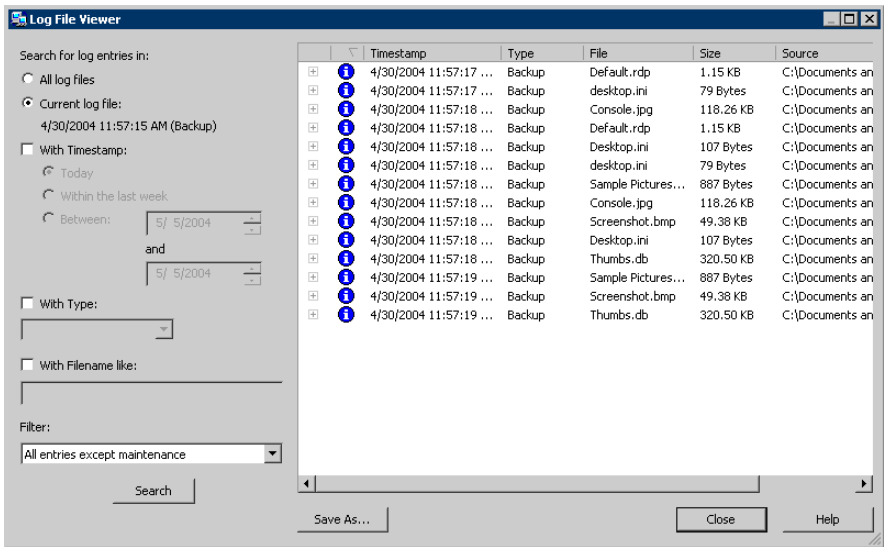 Log File Viewer
Search for log entries in:
All log files
Current log file:
4/30/2004 11:57:15 AM (Backup)
With Timestamp:
Today
Within the last week
Between:
5/ 5/2004
and
5/ 5/2004
With Type:
With Filename like:
Filter:
All entries except maintenance
Search
Timestamp Type File Size Source
4/30/2004 11:57:17 ... Backup Default.rdp 1.15 KB C:\Documents an
4/30/2004 11:57:17 ... Backup desktop.ini 79 Bytes C:\Documents an
4/30/2004 11:57:18 ... Backup Console.jpg 118.26 KB C:\Documents an
4/30/2004 11:57:18 ... Backup Default.rdp 1.15 KB C:\Documents an
4/30/2004 11:57:18 ... Backup Desktop.ini 107 Bytes C:\Documents an
4/30/2004 11:57:18 ... Backup desktop.ini 79 Bytes C:\Documents an
4/30/2004 11:57:18 ... Backup Sample Pictures... 887 Bytes C:\Documents an
4/30/2004 11:57:18 ... Backup Console.jpg 118.26 KB C:\Documents an
4/30/2004 11:57:18 ... Backup Screenshot.bmp 49.38 KB C:\Documents an
4/30/2004 11:57:18 ... Backup Desktop.ini 107 Bytes C:\Documents an
4/30/2004 11:57:18 ... Backup Thumbs.db 320.50 KB C:\Documents an
4/30/2004 11:57:19 ... Backup Sample Pictures... 887 Bytes C:\Documents an
4/30/2004 11:57:19 ... Backup Screenshot.bmp 49.38 KB C:\Documents an
4/30/2004 11:57:19 ... Backup Thumbs.db 320.50 KB C:\Documents an
Save As... Close Help